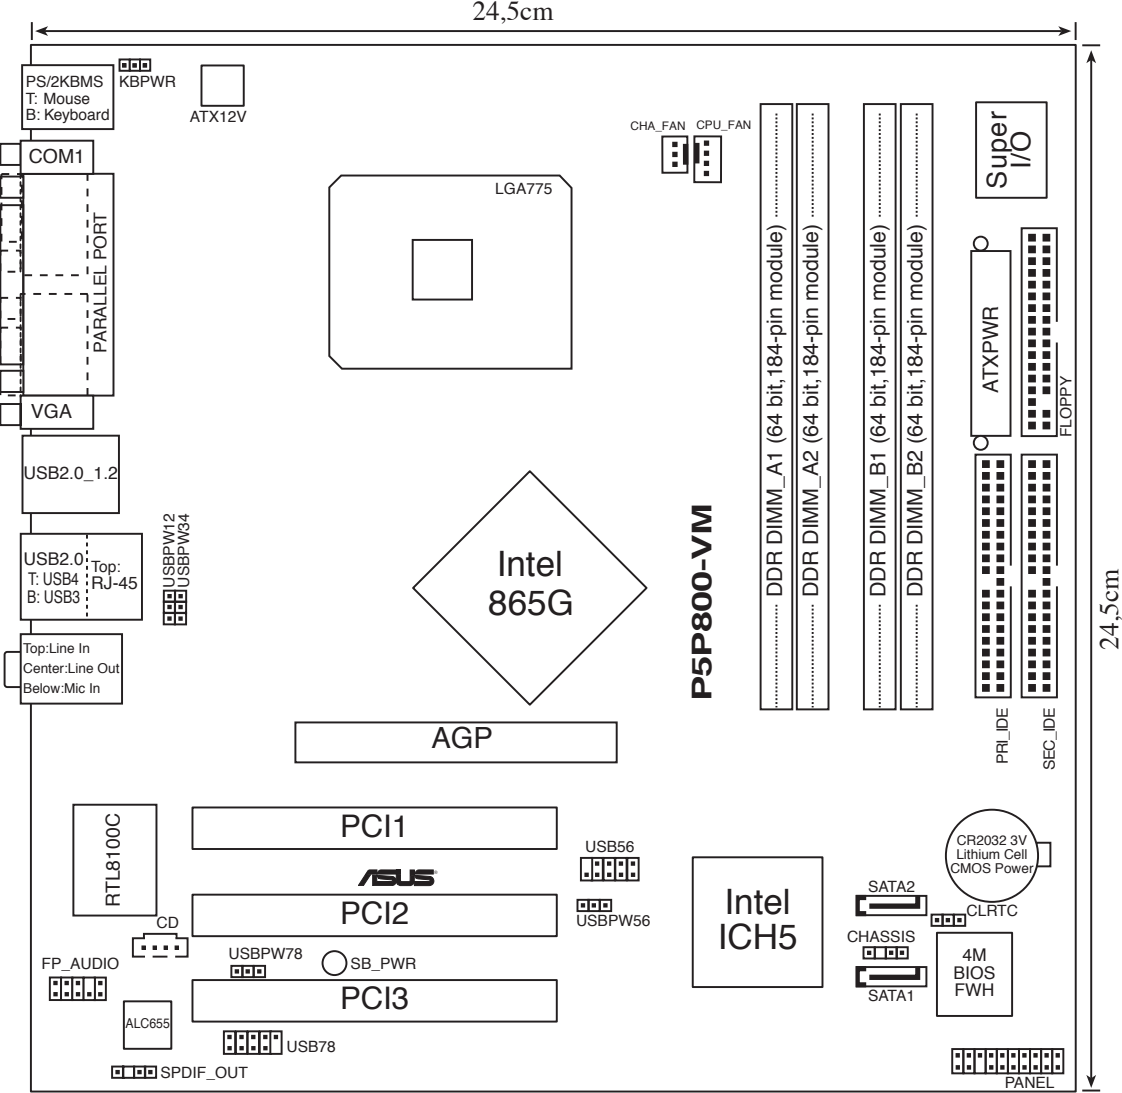 24,5cm
PS/2KBMS
T: Mouse
B: Keyboard
KBPWR
ATX12V
CHA_FAN
CPU_FAN
Super
I/O
COM1
PARALLEL PORT
VGA
LGA775
DDR DIMM_A1 (64 bit,184-pin module)
DDR DIMM_A2 (64 bit,184-pin module)
DDR DIMM_B1 (64 bit,184-pin module)
DDR DIMM_B2 (64 bit,184-pin module)
ATXPWR
FLOPPY
USB2.0_1.2
USBPW12
USBPW34
USB2.0
T: USB4
B: USB3
Top:
RJ-45
Intel
865G
P5P800-VM
24,5cm
Top:Line In
Center:Line Out
Below:Mic In
PRI_IDE
SEC_IDE
AGP
RTL8100C
PCI1
ASUS
USB56
CR2032 3V
Lithium Cell
CMOS Power
PCI2
USBPW56
Intel
ICH5
SATA2
CLRTC
CD
CHASSIS
4M
BIOS
FWH
FP_AUDIO
USBPW78
SB_PWR
PCI3
SATA1
ALC655
USB78
SPDIF_OUT
PANEL